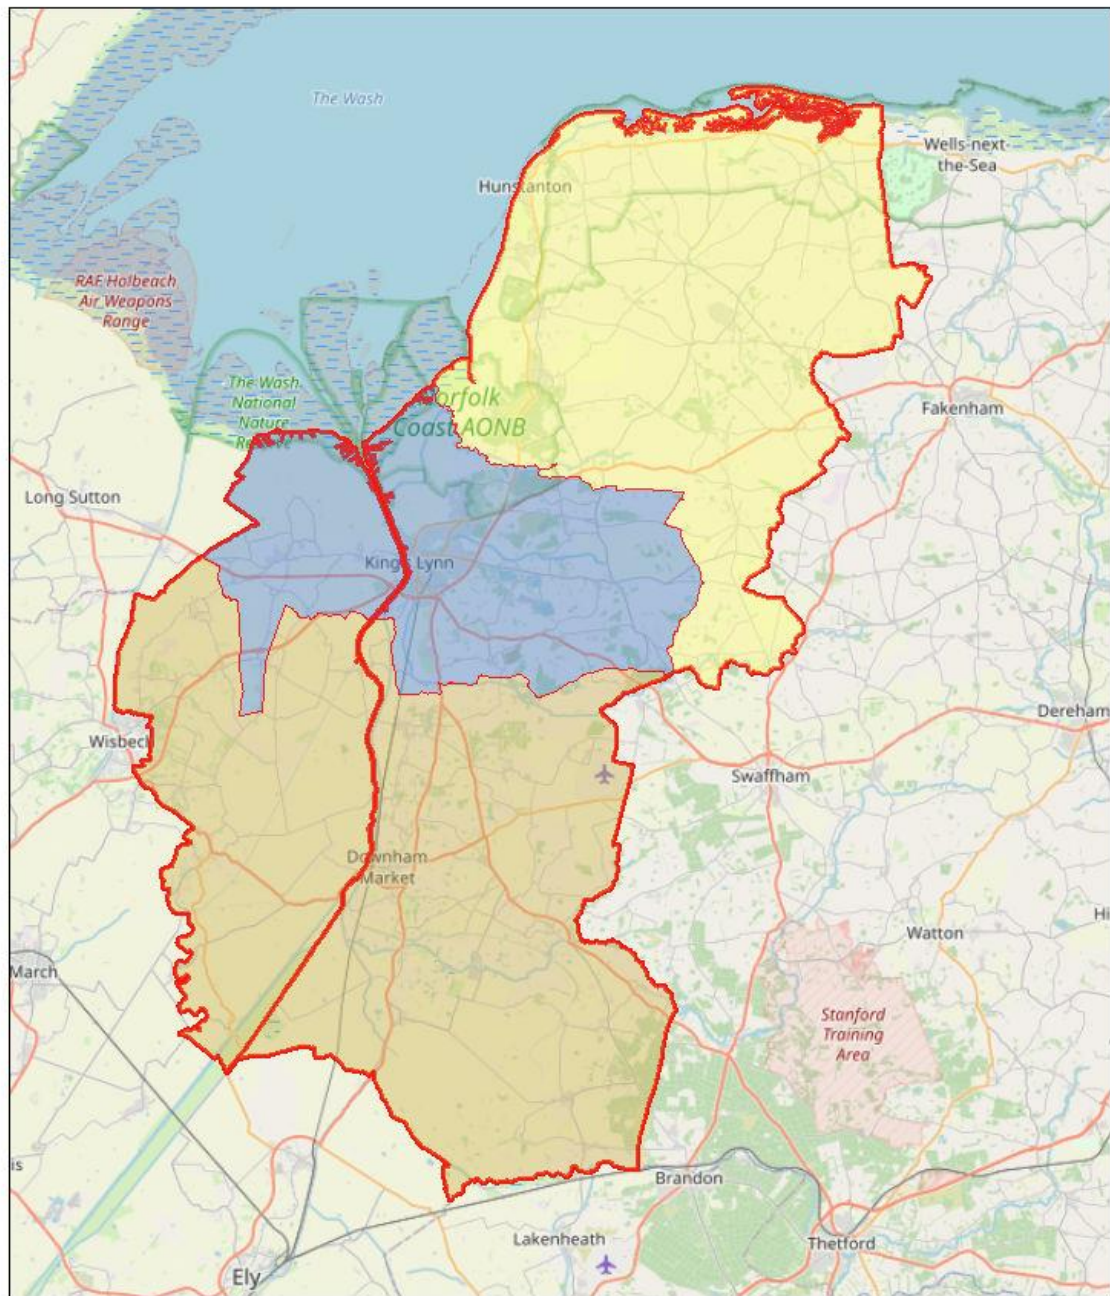 The Wash
Wells-next-
the-Sea
Hunstanton
RAF Holbeach
Air Weapons
Range
The Wash
National
Nature
Norfolk
Coast AONB
Fakenham
Long Sutton
King's Lynn
Dereham
Wisbech
Swaffham
Downham
Market
Watton
Hi
March
Stanford
Training
Area
is
Brandon
Lakenheath
Thetford
Ely